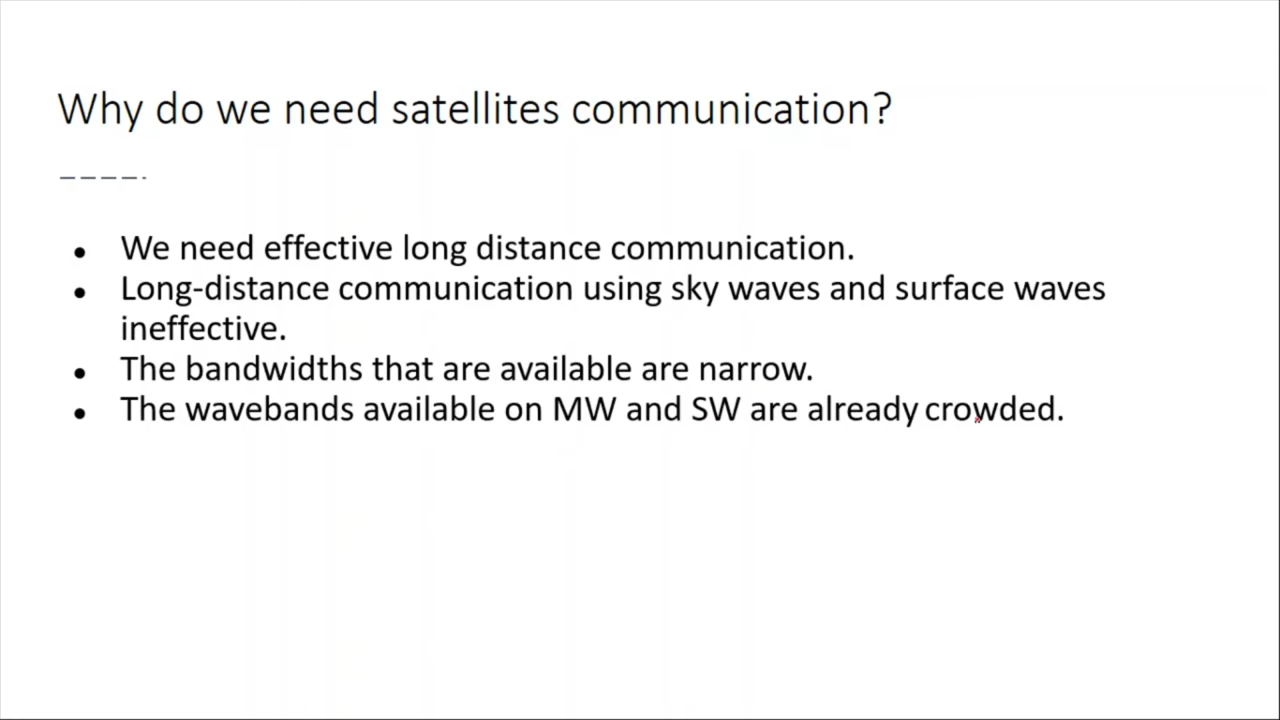 Why do we need satellites communication?
• We need effective long distance communication.
• Long-distance communication using sky waves and surface waves
ineffective.
• The bandwidths that are available are narrow.
• The wavebands available on MW and SW are already crowded.